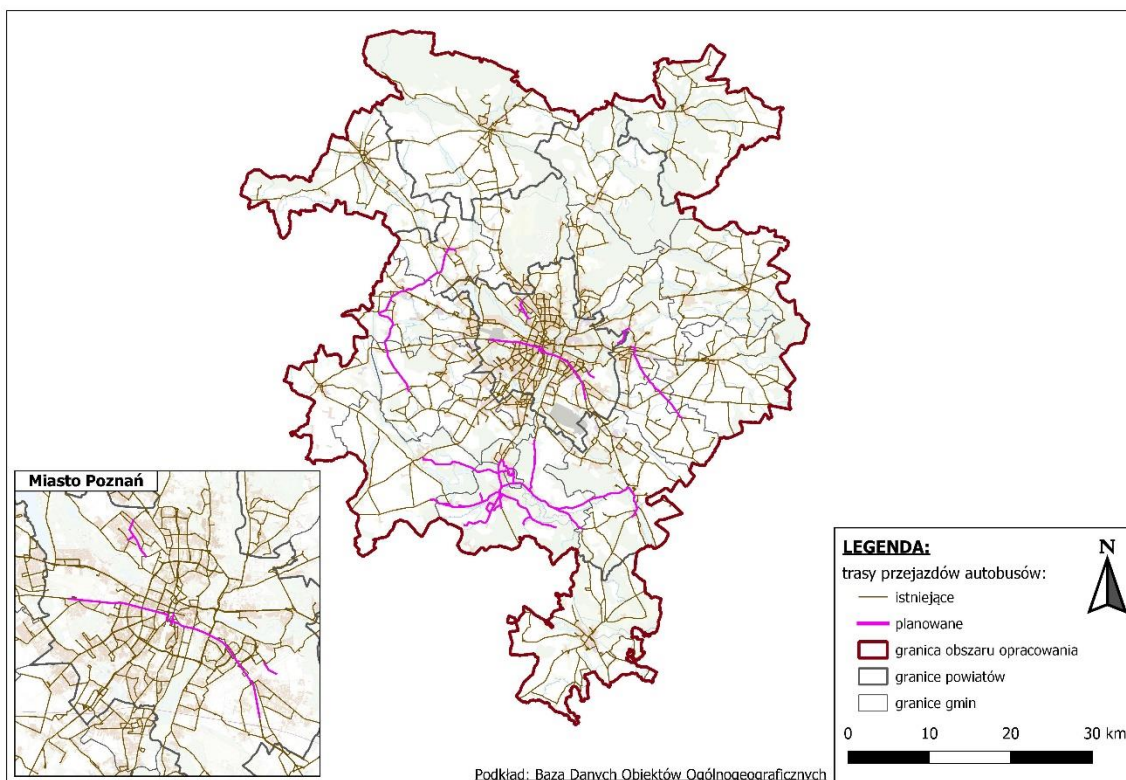 Miasto Poznań
LEGENDA:
N
trasy przejazdów autobusów:
istniejące
planowane
granica obszaru opracowania
granice powiatów
granice gmin
0 10 20 30 km
Podkład: Baza Danych Obiektów Ogólnogeograficznych